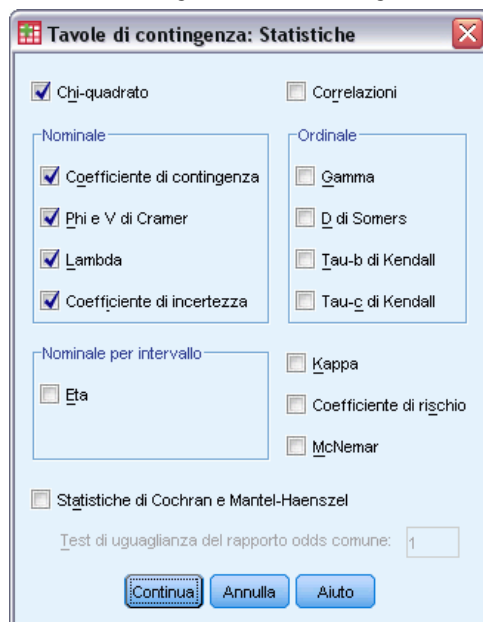 Tavole di contingenza: Statistiche
Chi-quadrato
Correlazioni
Nominale
Coefficiente di contingenza
Phi e V di Cramer
Lambda
Coefficiente di incertezza
Ordinale
Gamma
D di Somers
Tau-b di Kendall
Tau-c di Kendall
Nominale per intervallo
Eta
Kappa
Coefficiente di rischio
McNemar
Statistiche di Cochran e Mantel-Haenszel
Test di uguaglianza del rapporto odds comune: 1
Continua Annulla Aiuto